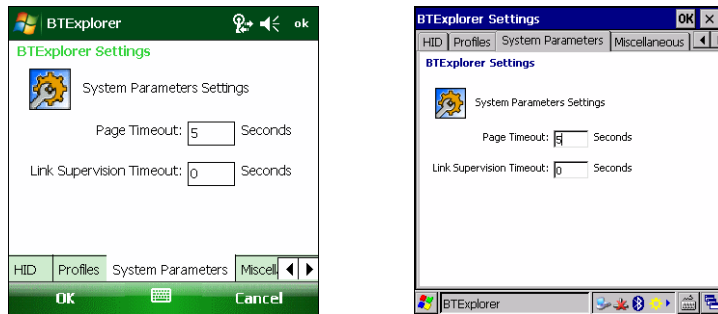 BTExplorer ok
BTExplorer Settings
System Parameters Settings
Page Timeout: 5 Seconds
Link Supervision Timeout: 0 Seconds
HID Profiles System Parameters Miscell
OK Cancel
BTExplorer Settings OK
HID Profiles System Parameters Miscellaneous
BTExplorer Settings
System Parameters Settings
Page Timeout: 5 Seconds
Link Supervision Timeout: 0 Seconds
BTExplorer